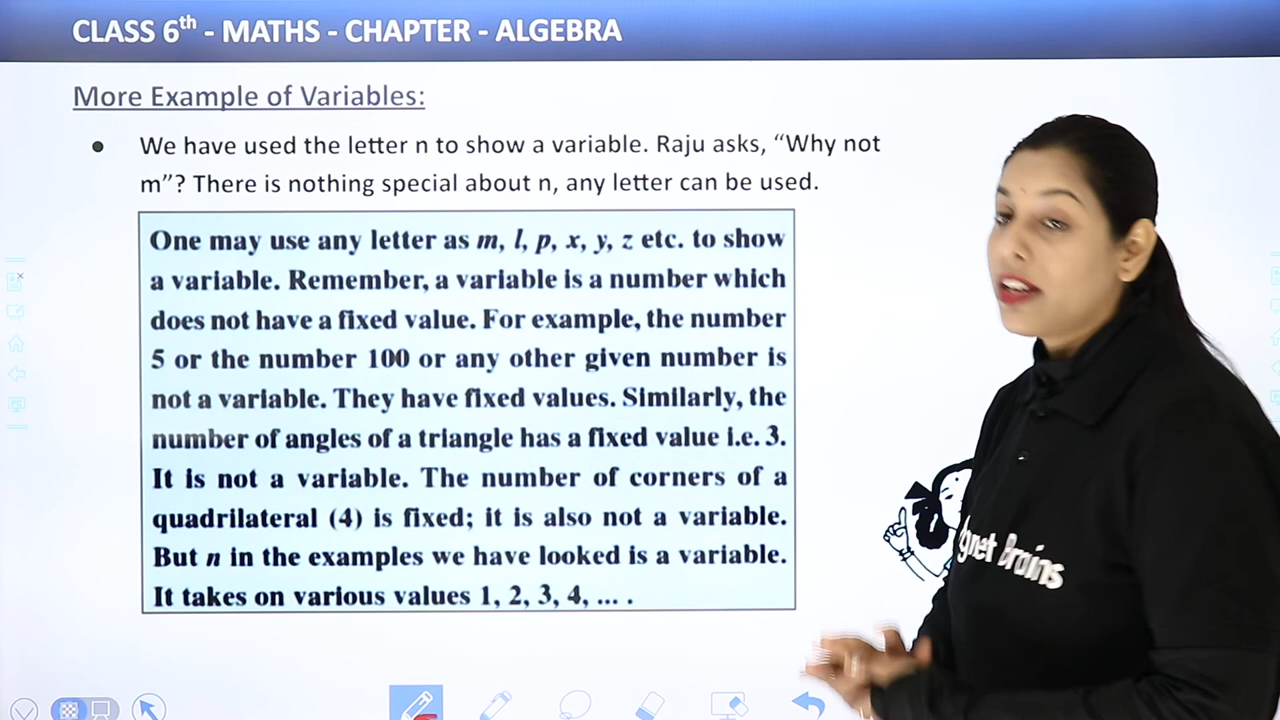 CLASS 6th - MATHS - CHAPTER - ALGEBRA
More Example of Variables:
● We have used the letter n to show a variable. Raju asks, “Why not
m”? There is nothing special about n, any letter can be used.
One may use any letter as m, l, p, x, y, z etc. to show
a variable. Remember, a variable is a number which
does not have a fixed value. For example, the number
5 or the number 100 or any other given number is
not a variable. They have fixed values. Similarly, the
number of angles of a triangle has a fixed value i.e. 3.
It is not a variable. The number of corners of a
quadrilateral (4) is fixed; it is also not a variable.
But n in the examples we have looked is a variable.
It takes on various values 1, 2, 3, 4, ... .
Brains